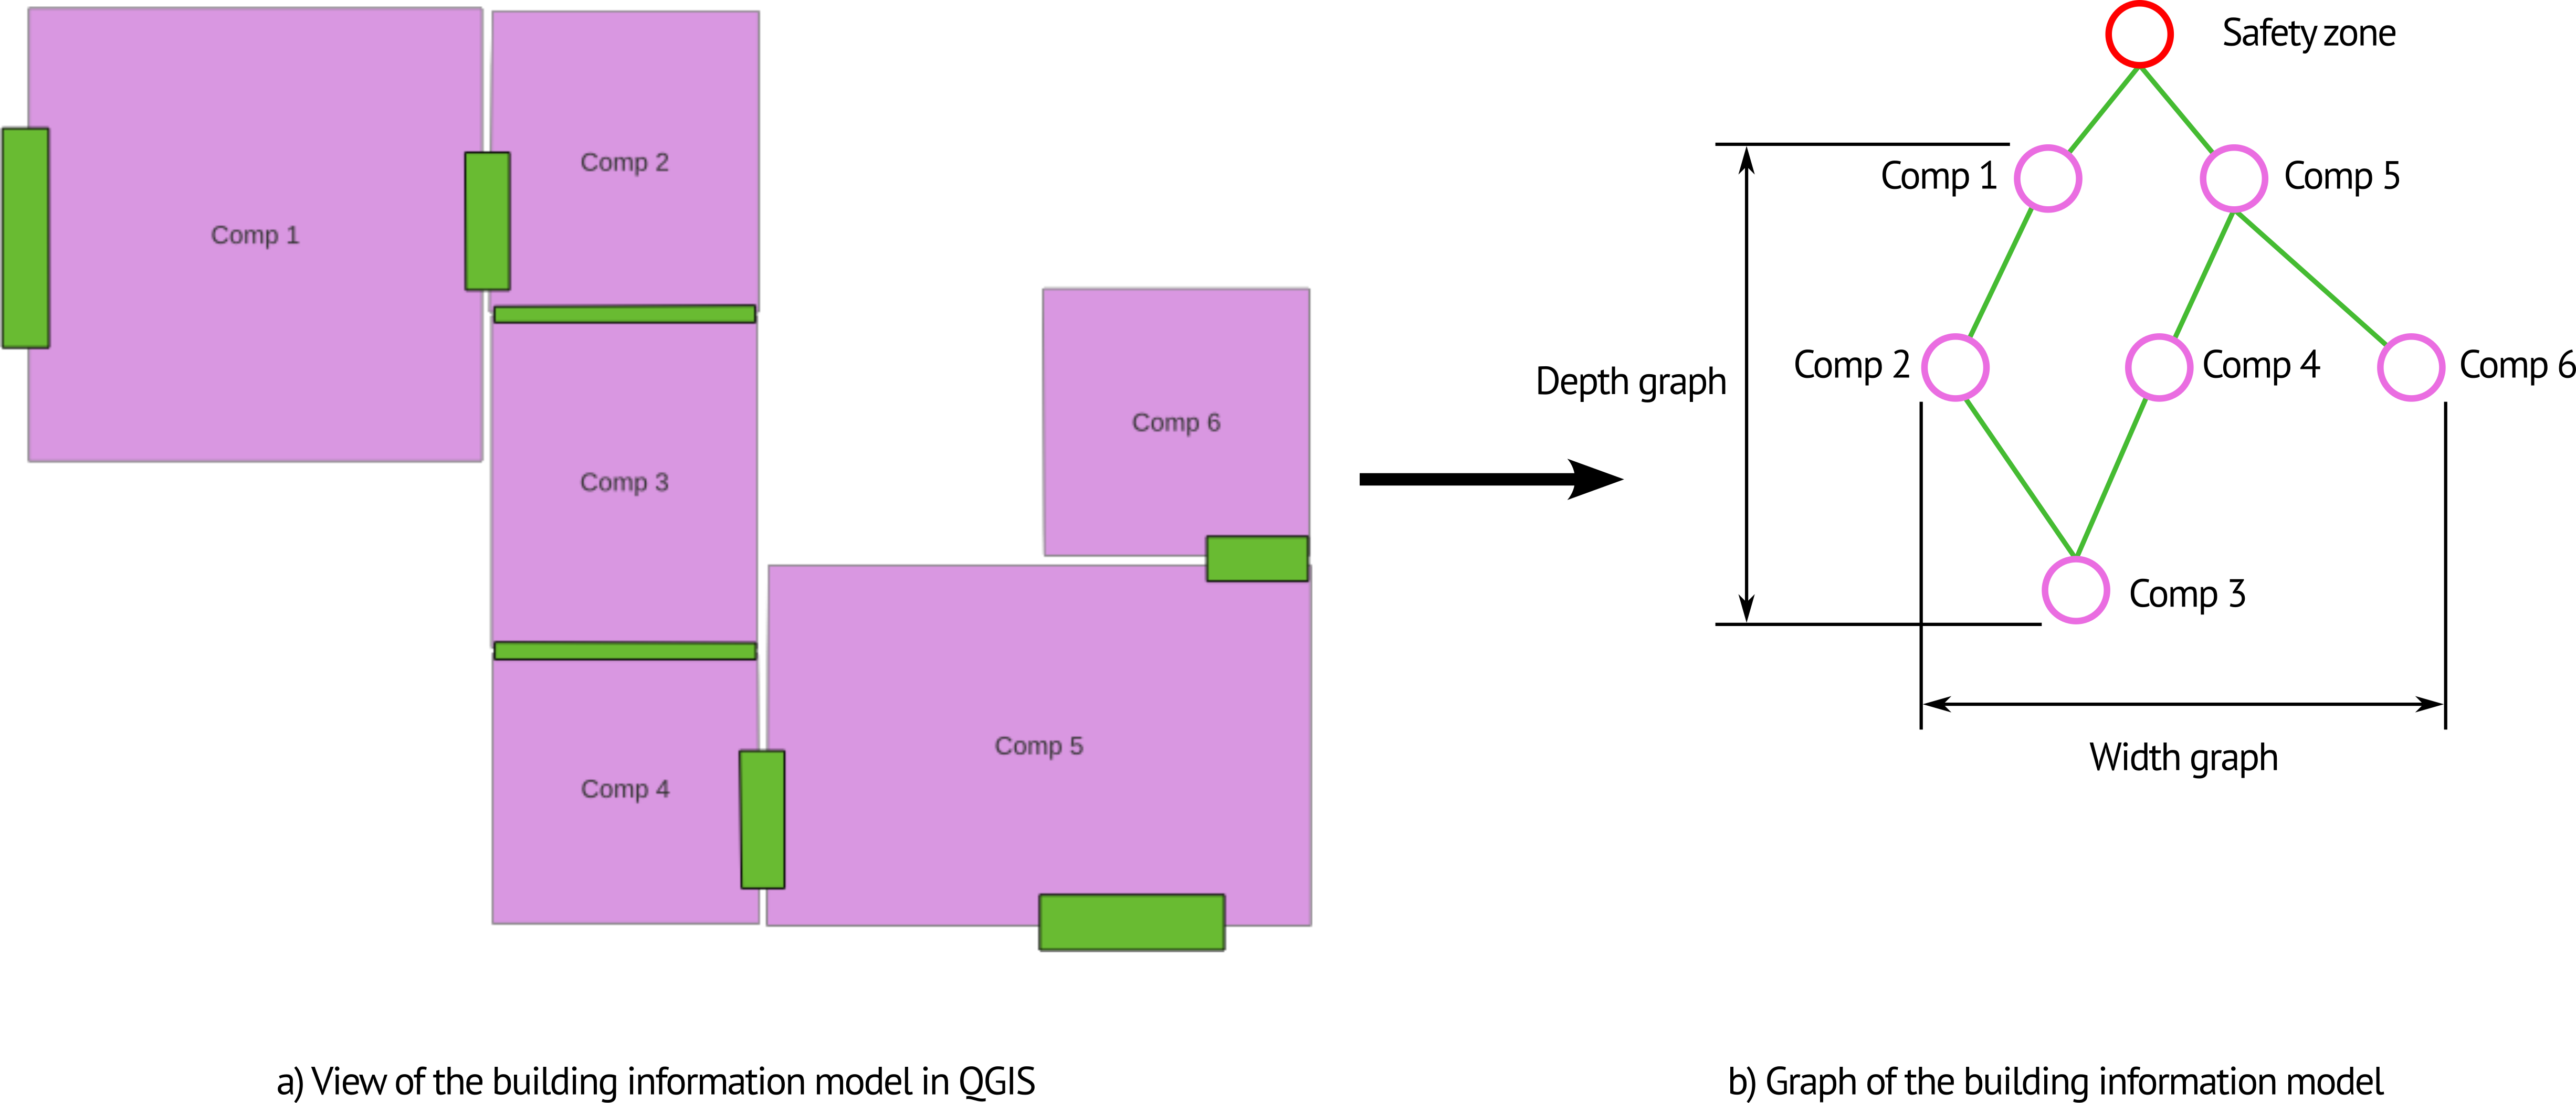 Comp 1
Comp 2
Comp 3
Comp 4
Comp 5
Comp 6
a) View of the building information model in QGIS
Safety zone
Comp 1
Comp 5
Depth graph
Comp 2
Comp 4
Comp 6
Comp 3
Width graph
b) Graph of the building information model